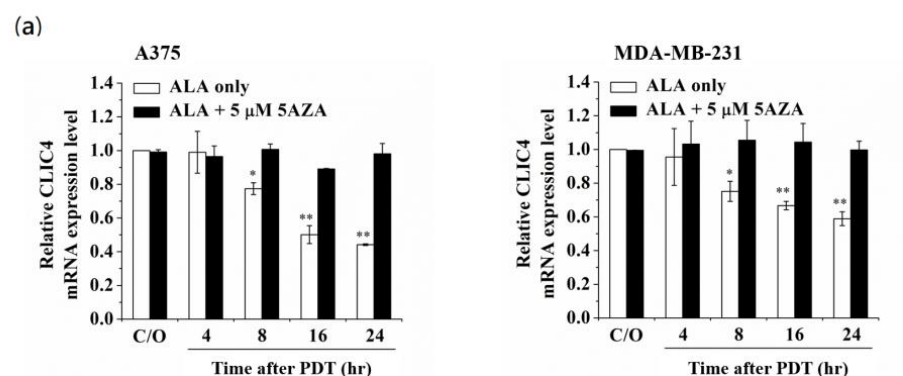 (a)
A375
ALA only
ALA + 5 μM 5AZA
Relative CLIC4
mRNA expression level
1.4
1.2
1.0
0.8
0.6
0.4
0.2
0.0
*
**
**
C/O 4 8 16 24
Time after PDT (hr)
MDA-MB-231
ALA only
ALA + 5 μM 5AZA
Relative CLIC4
mRNA expression level
1.4
1.2
1.0
0.8
0.6
0.4
0.2
0.0
*
**
**
C/O 4 8 16 24
Time after PDT (hr)